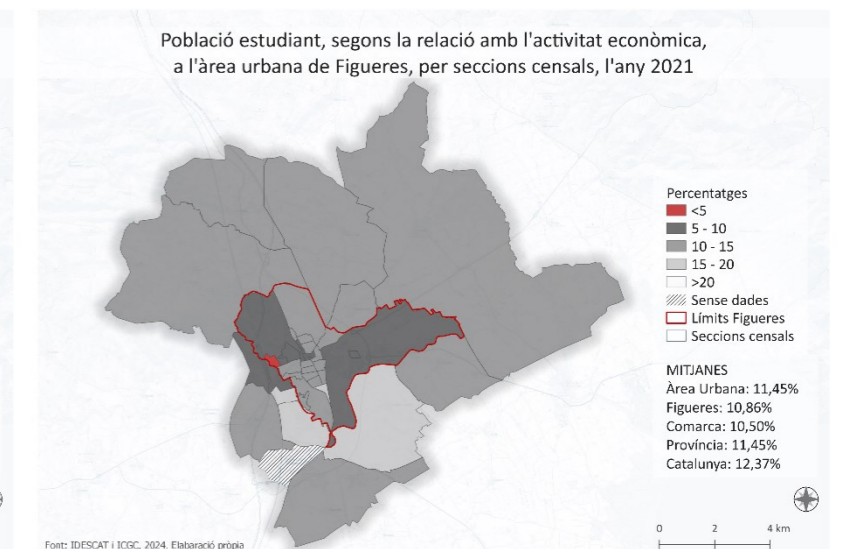 Població estudiant, segons la relació amb l'activitat econòmica,
a l'àrea urbana de Figueres, per seccions censals, l'any 2021
Percentatges
<5
5 - 10
10 - 15
15 - 20
>20
Sense dades
Límits Figueres
Seccions censals
MITJANES
Àrea Urbana: 11,45%
Figueres: 10,86%
Comarca: 10,50%
Província: 11,45%
Catalunya: 12,37%
0 2 4 km
Font: IDESCAT i ICGC, 2024. Elabaració pròpia